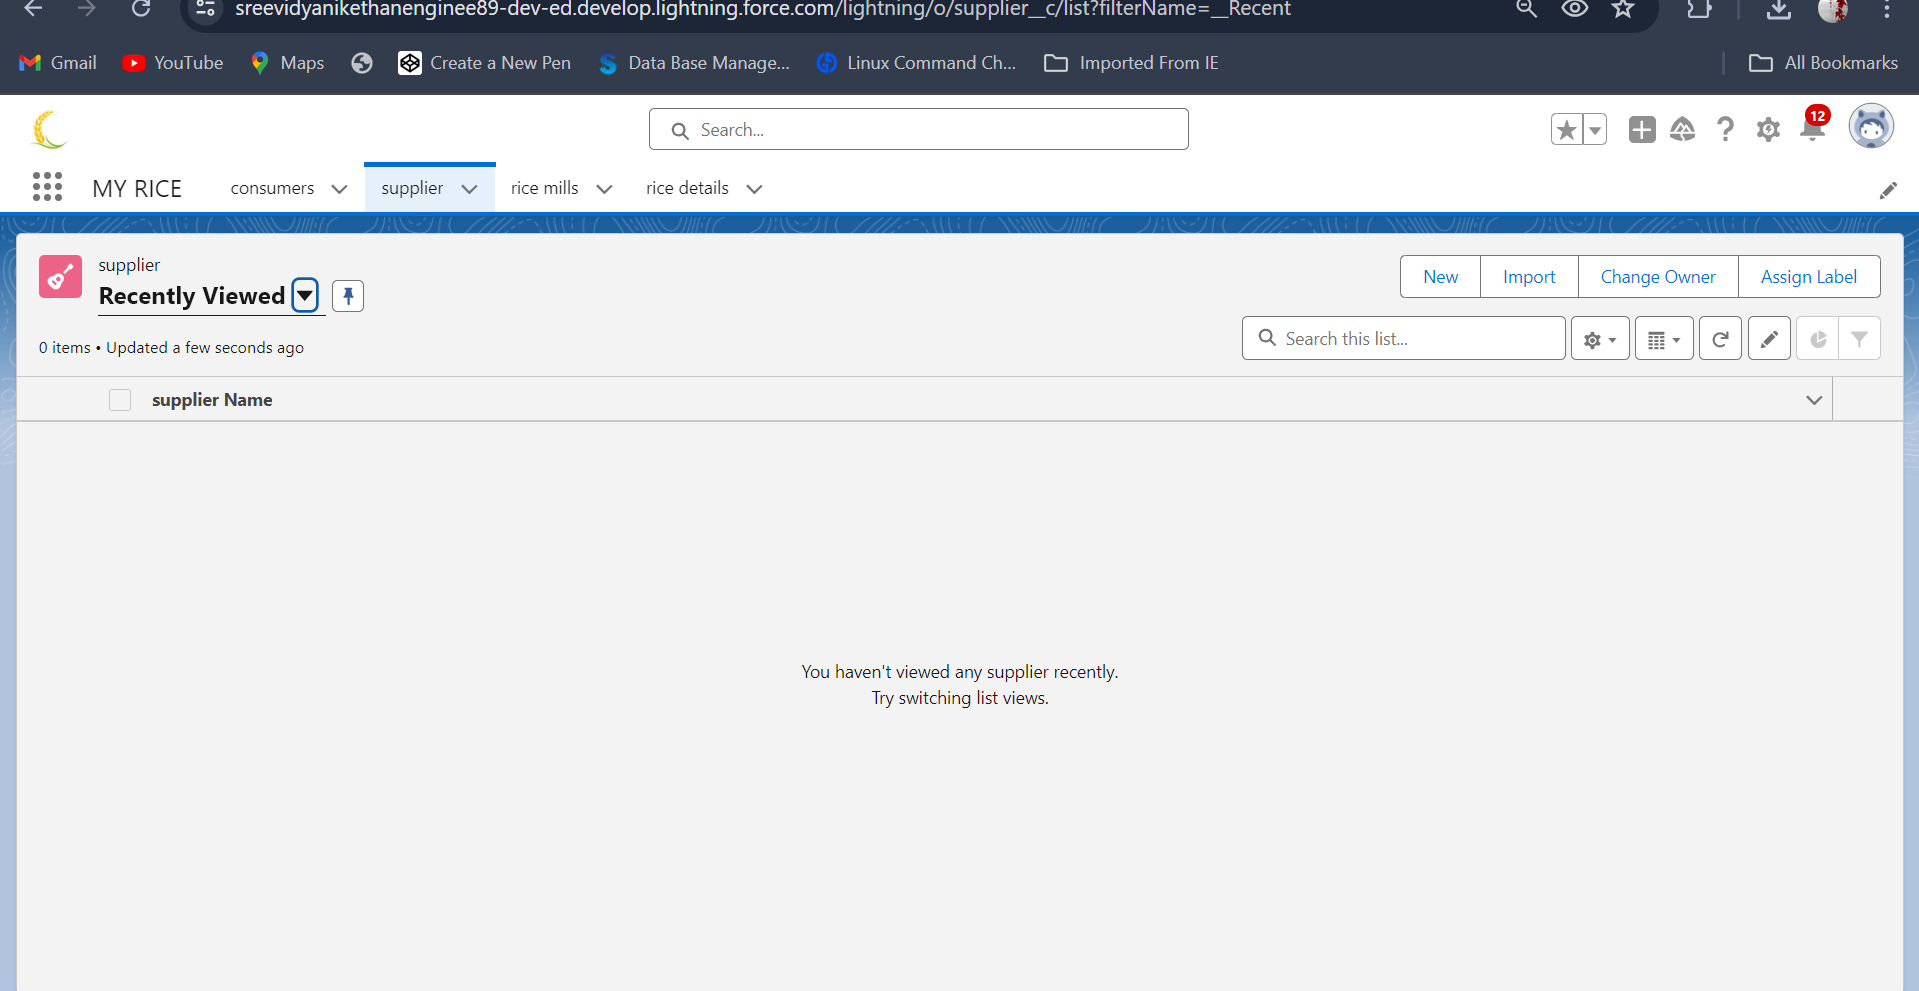 sreevidyanikethanenginee89-dev-ed.develop.lightning.force.com/lightning/o/supplier__c/list?filterName=__Recent
Gmail YouTube Maps Create a New Pen Data Base Manage... Linux Command Ch... Imported From IE All Bookmarks
Search...
12
MY RICE consumers supplier rice mills rice details
supplier
Recently Viewed
New Import Change Owner Assign Label
0 items • Updated a few seconds ago
Search this list...
supplier Name
You haven't viewed any supplier recently.
Try switching list views.